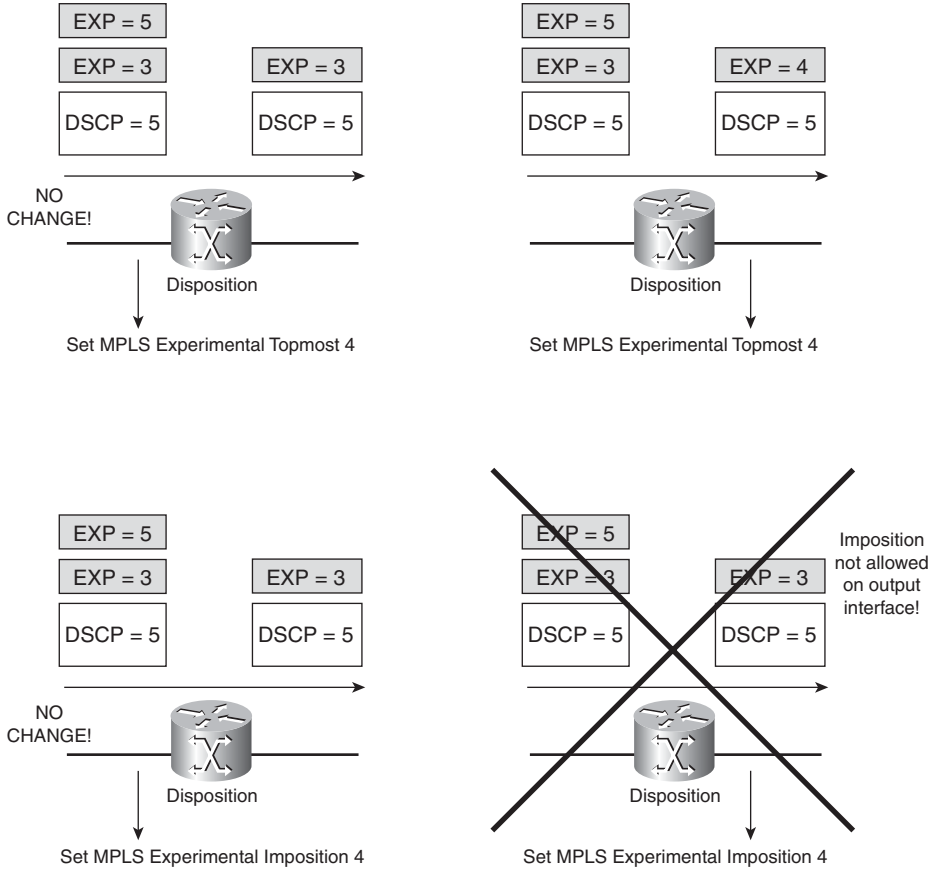 EXP = 5
EXP = 3
EXP = 3
DSCP = 5
DSCP = 5
NO
CHANGE!
Disposition
Set MPLS Experimental Topmost 4
EXP = 5
EXP = 3
EXP = 4
DSCP = 5
DSCP = 5
Disposition
Set MPLS Experimental Topmost 4
EXP = 5
EXP = 3
EXP = 3
DSCP = 5
DSCP = 5
NO
CHANGE!
Disposition
Set MPLS Experimental Imposition 4
EXP = 5
EXP = 3
EXP = 3
DSCP = 5
DSCP = 5
Imposition
not allowed
on output
interface!
Disposition
Set MPLS Experimental Imposition 4